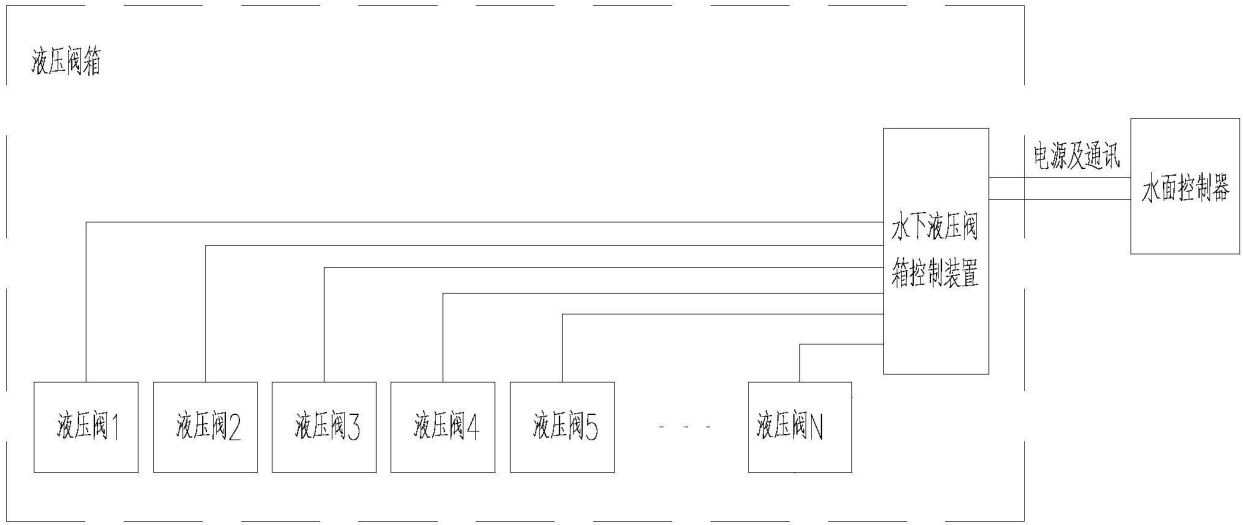 液压阀箱
电源及通讯
水面控制器
水下液压阀
箱控制装置
液压阀1
液压阀2
液压阀3
液压阀4
液压阀5
- - -
液压阀N